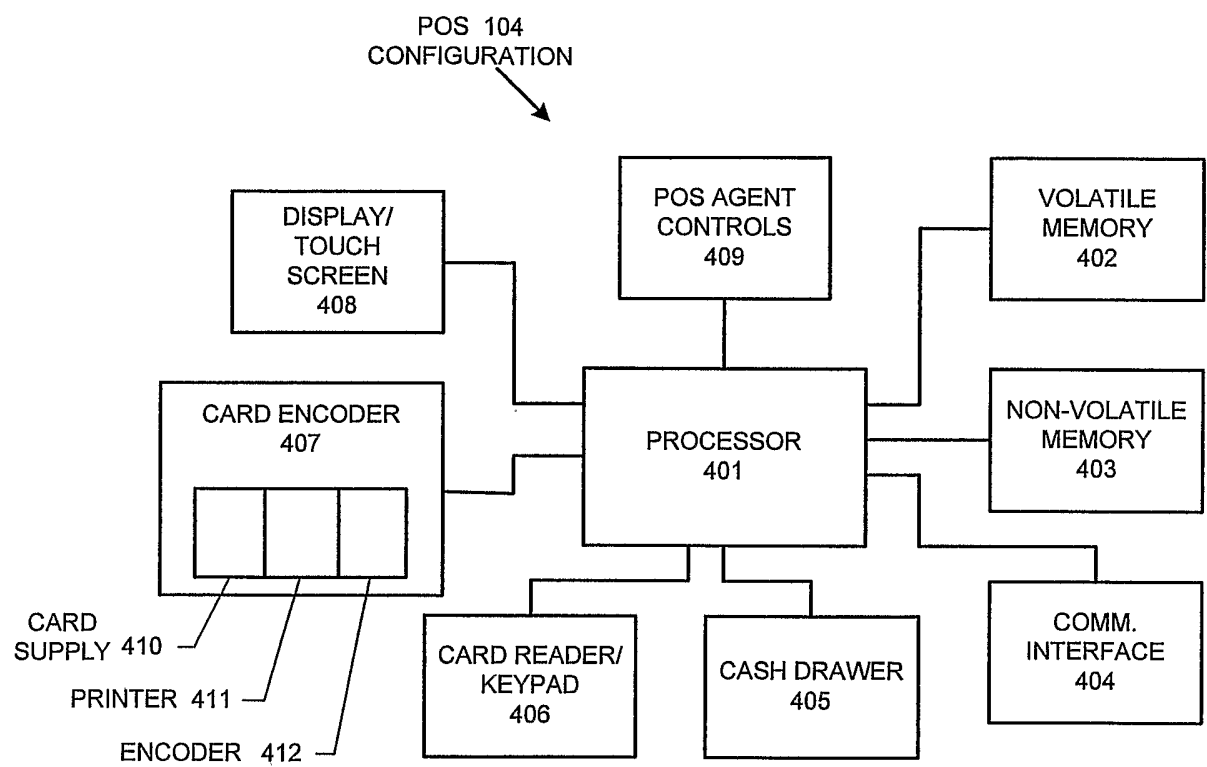 POS 104
CONFIGURATION
DISPLAY/
TOUCH
SCREEN
408
POS AGENT
CONTROLS
409
VOLATILE
MEMORY
402
CARD ENCODER
407
PROCESSOR
401
NON-VOLATILE
MEMORY
403
CARD
SUPPLY 410
PRINTER 411
ENCODER 412
CARD READER/
KEYPAD
406
CASH DRAWER
405
COMM.
INTERFACE
404